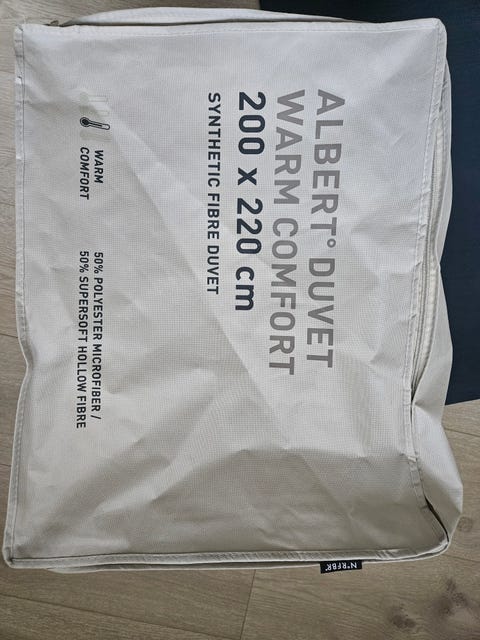 ALBERT° DUVET
WARM COMFORT
200 x 220 cm
SYNTHETIC FIBRE DUVET
WARM
COMFORT
50% POLYESTER MICROFIBER /
50% SUPERSOFT HOLLOW FIBRE